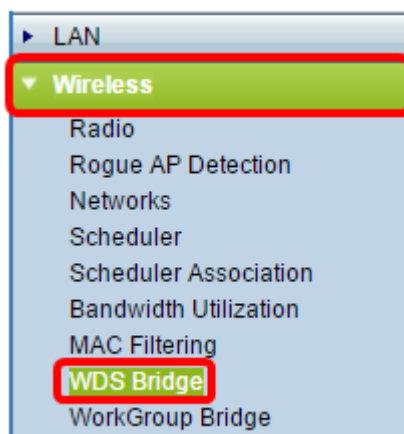 LAN
Wireless
Radio
Rogue AP Detection
Networks
Scheduler
Scheduler Association
Bandwidth Utilization
MAC Filtering
WDS Bridge
WorkGroup Bridge